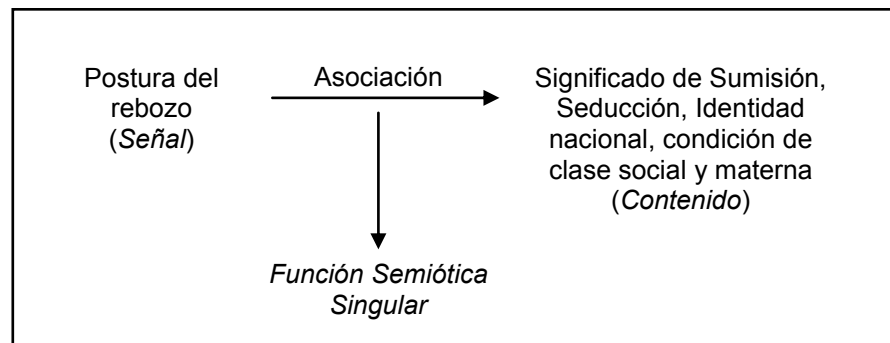 Postura del
rebozo
(Señal)
Asociación
Significado de Sumisión,
Seducción, Identidad
nacional, condición de
clase social y materna
(Contenido)
Función Semiótica
Singular